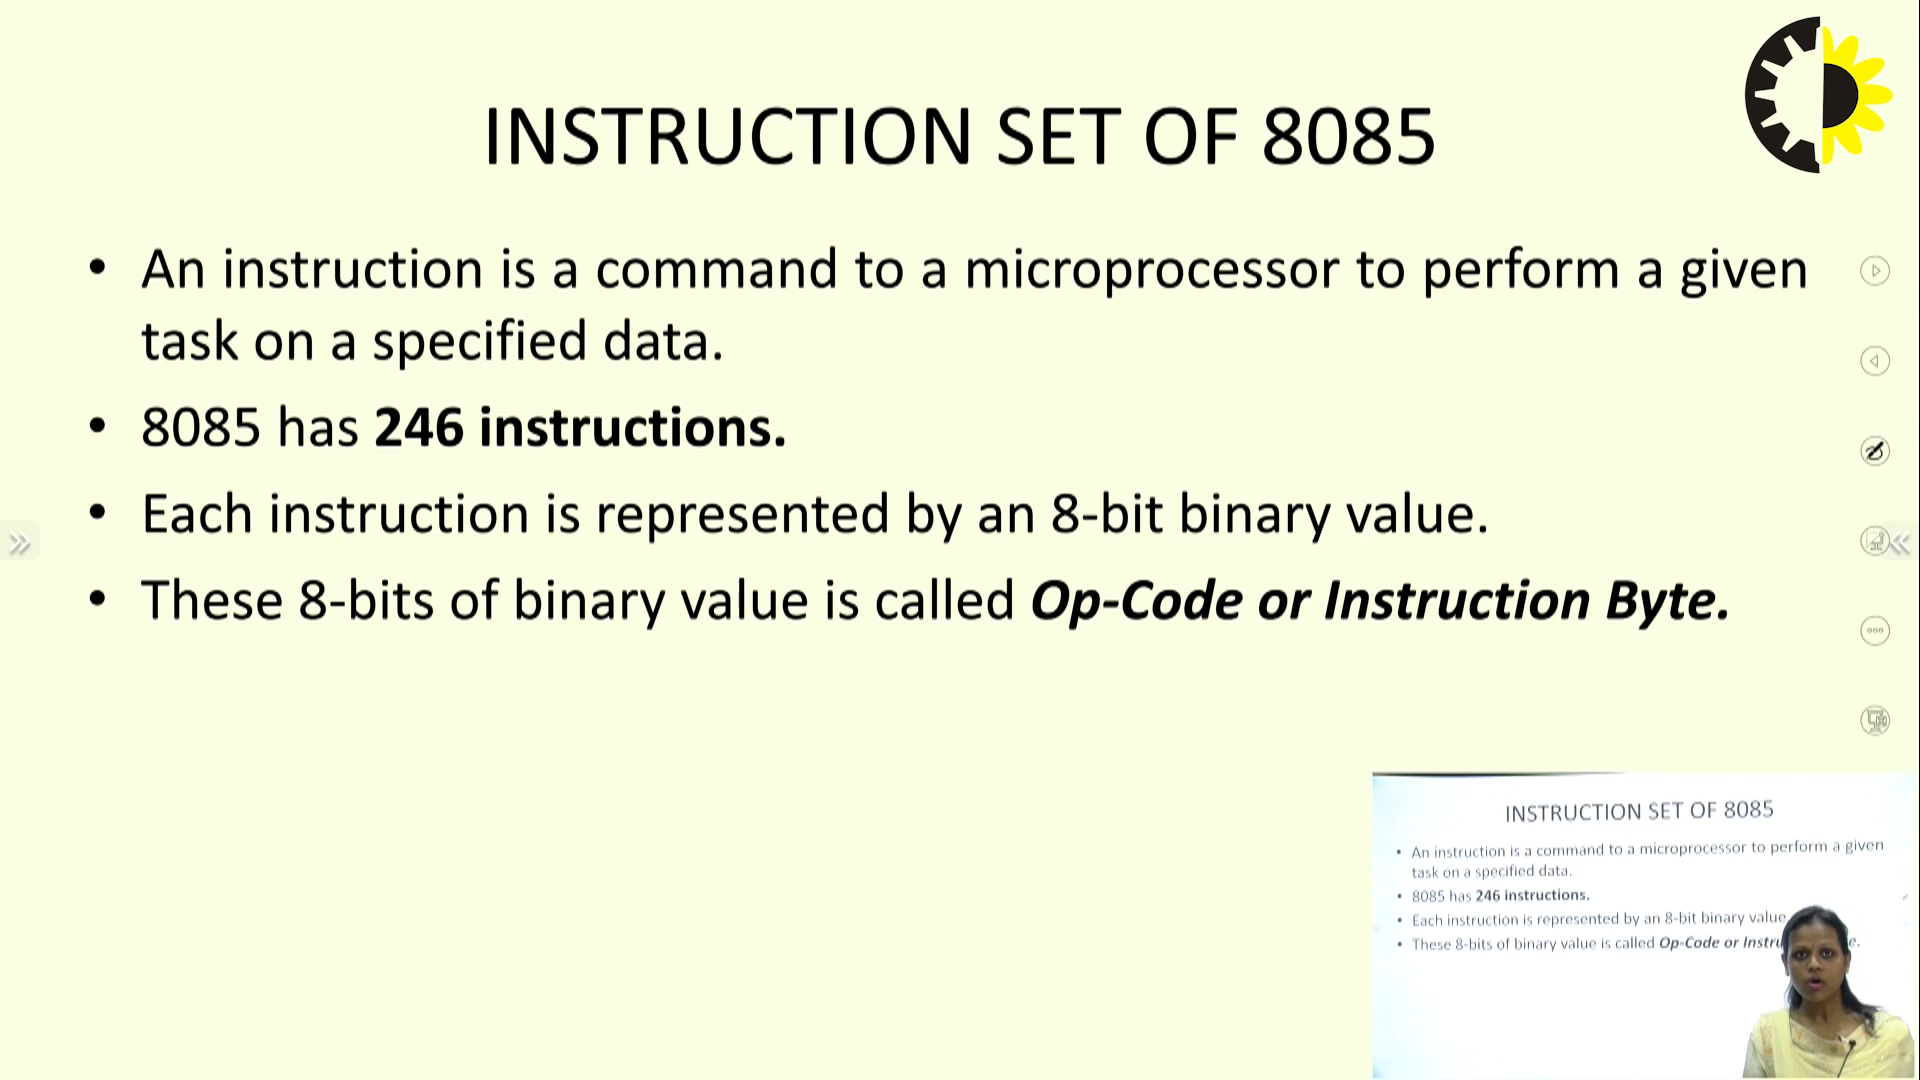 INSTRUCTION SET OF 8085
• An instruction is a command to a microprocessor to perform a given
task on a specified data.
• 8085 has 246 instructions.
• Each instruction is represented by an 8-bit binary value.
• These 8-bits of binary value is called Op-Code or Instruction Byte.
INSTRUCTION SET OF 8085
• An instruction is a command to a microprocessor to perform a given
task on a specified data.
• 8085 has 246 instructions.
• Each instruction is represented by an 8-bit binary value
• These 8-bits of binary value is called Op-Code or Instru e.